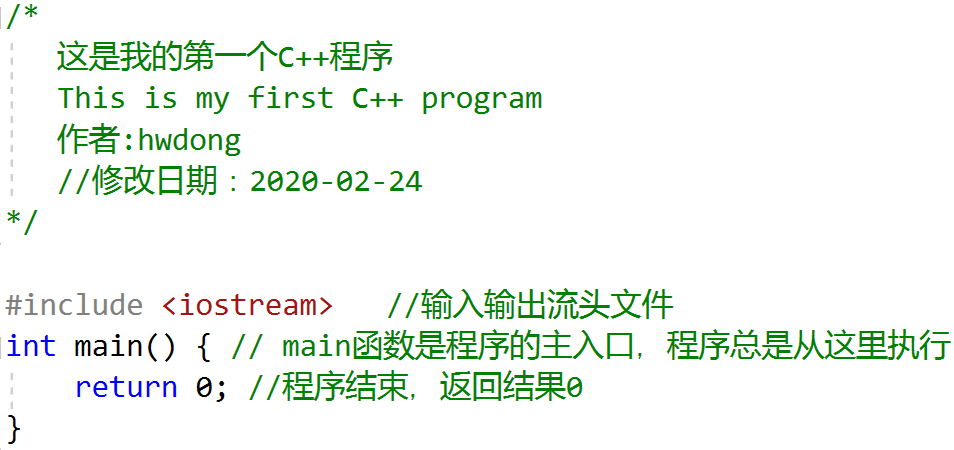 /*
这是我的第一个C++程序
This is my first C++ program
作者:hwdong
//修改日期：2020-02-24
*/
#include <iostream> //输入输出流头文件
int main() { // main函数是程序的主入口，程序总是从这里执行
return 0; //程序结束，返回结果0
}